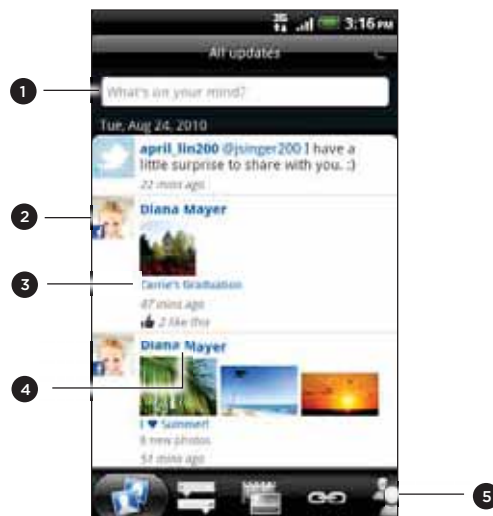 3G 3:16 PM
All updates
1
What's on your mind?
Tue, Aug 24, 2010
april_lin200 @jsinger200 I have a
little surprise to share with you. :)
22 mins ago
2
Diana Mayer
3
Carrie's Graduation
47 mins ago
2 like this
Diana Mayer
4
I ♥ Summer!
8 new photos
51 mins ago
5